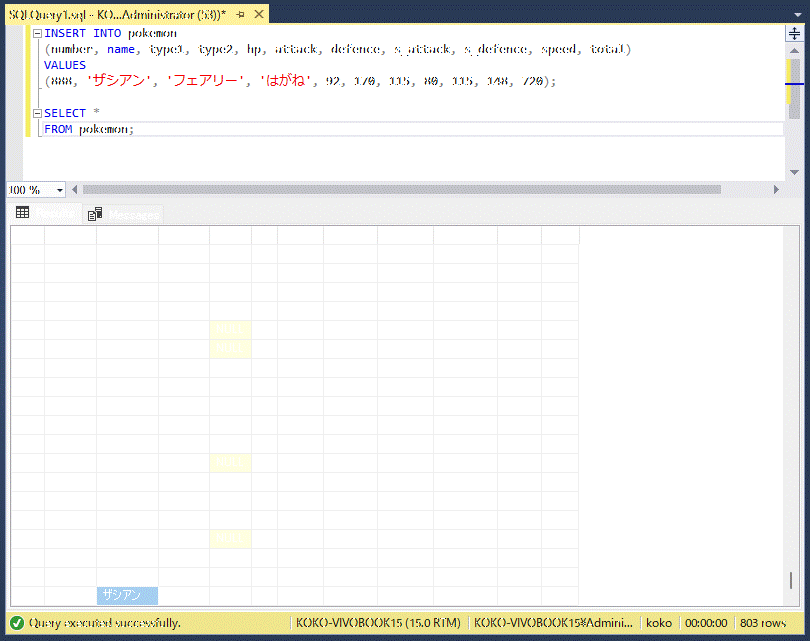 SQLQuery1.sql - KO...Administrator (53))*
INSERT INTO pokemon
(number, name, type1, type2, hp, attack, defence, s_attack, s_defence, speed, total)
VALUES
(888, 'ザシアン', 'フェアリー', 'はがね', 92, 170, 115, 80, 115, 148, 720);
SELECT *
FROM pokemon;
100 %
Results
Messages
ザシアン
Query executed successfully.
KOKO-VIVOBOOK15 (15.0 RTM)
KOKO-VIVOBOOK15¥Admini...
koko
00:00:00
803 rows